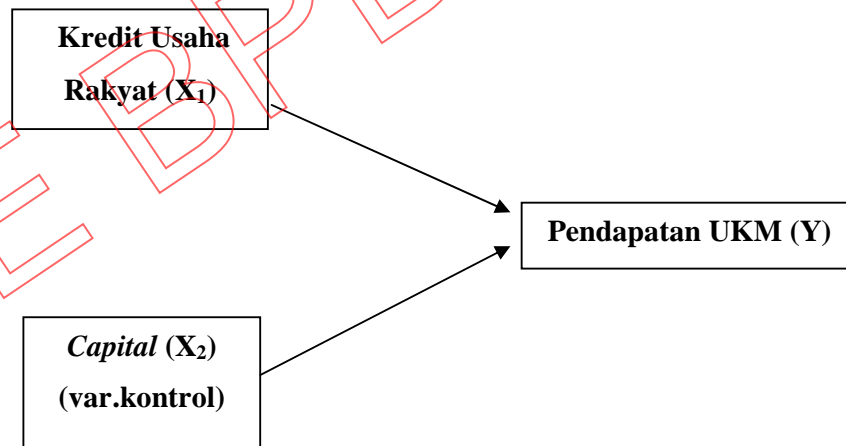 Kredit Usaha
Rakyat (X₁)
Pendapatan UKM (Y)
Capital (X₂)
(var.kontrol)